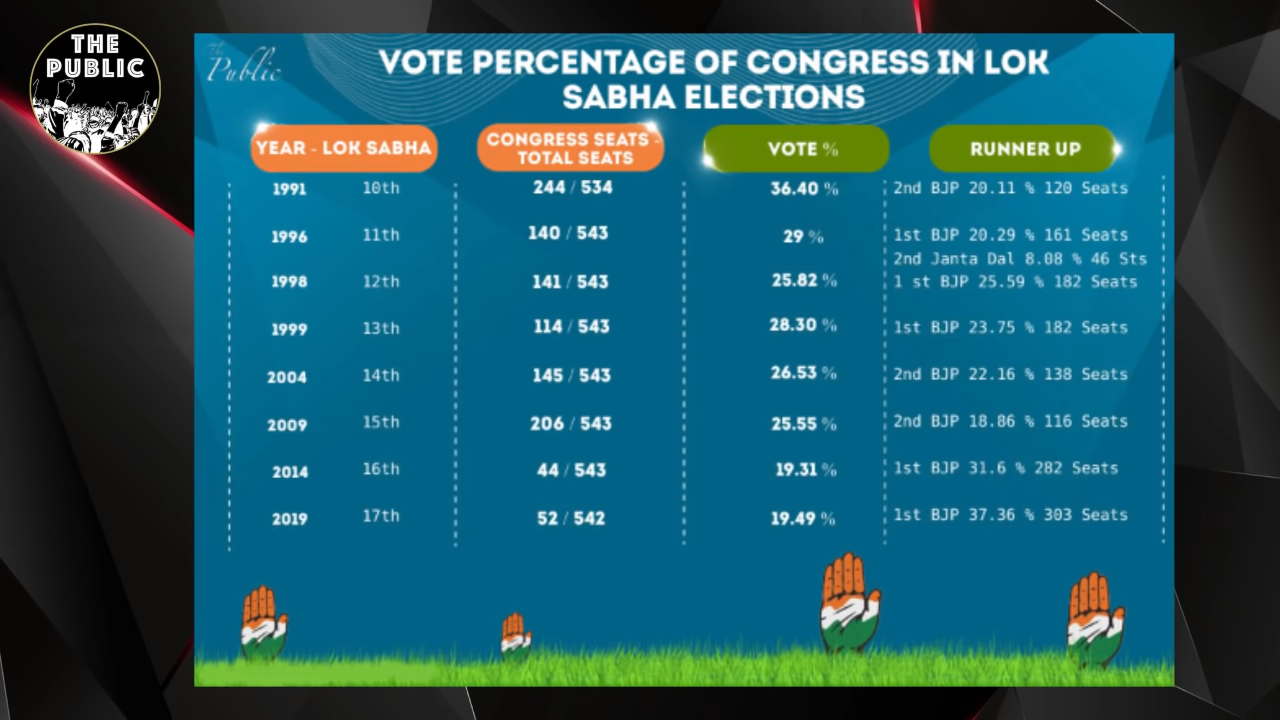 THE
PUBLIC
The
Public
VOTE PERCENTAGE OF CONGRESS IN LOK
SABHA ELECTIONS
YEAR - LOK SABHA
CONGRESS SEATS -
TOTAL SEATS
VOTE %
RUNNER UP
1991 10th 244 / 534 36.40 % 2nd BJP 20.11 % 120 Seats
1996 11th 140 / 543 29 % 1st BJP 20.29 % 161 Seats
2nd Janta Dal 8.08 % 46 Sts
1998 12th 141 / 543 25.82 % 1 st BJP 25.59 % 182 Seats
1999 13th 114 / 543 28.30 % 1st BJP 23.75 % 182 Seats
2004 14th 145 / 543 26.53 % 2nd BJP 22.16 % 138 Seats
2009 15th 206 / 543 25.55 % 2nd BJP 18.86 % 116 Seats
2014 16th 44 / 543 19.31 % 1st BJP 31.6 % 282 Seats
2019 17th 52 / 542 19.49 % 1st BJP 37.36 % 303 Seats